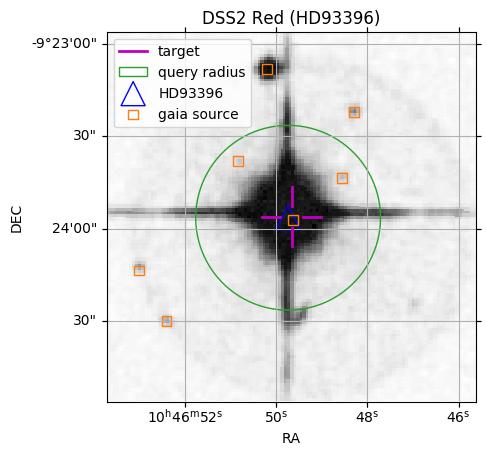 DSS2 Red (HD93396)
-9°23'00"
30"
24'00"
30"
DEC
target
query radius
HD93396
gaia source
10ʰ46ᵐ52ˢ
50ˢ
48ˢ
46ˢ
RA